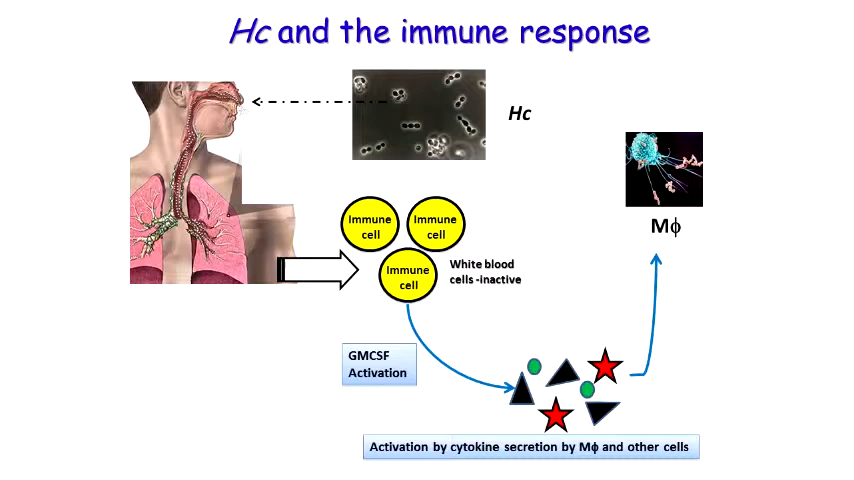 Hc and the immune response
Hc
Mϕ
Immune
cell
Immune
cell
Immune
cell
White blood
cells -inactive
GMCSF
Activation
Activation by cytokine secretion by Mϕ and other cells